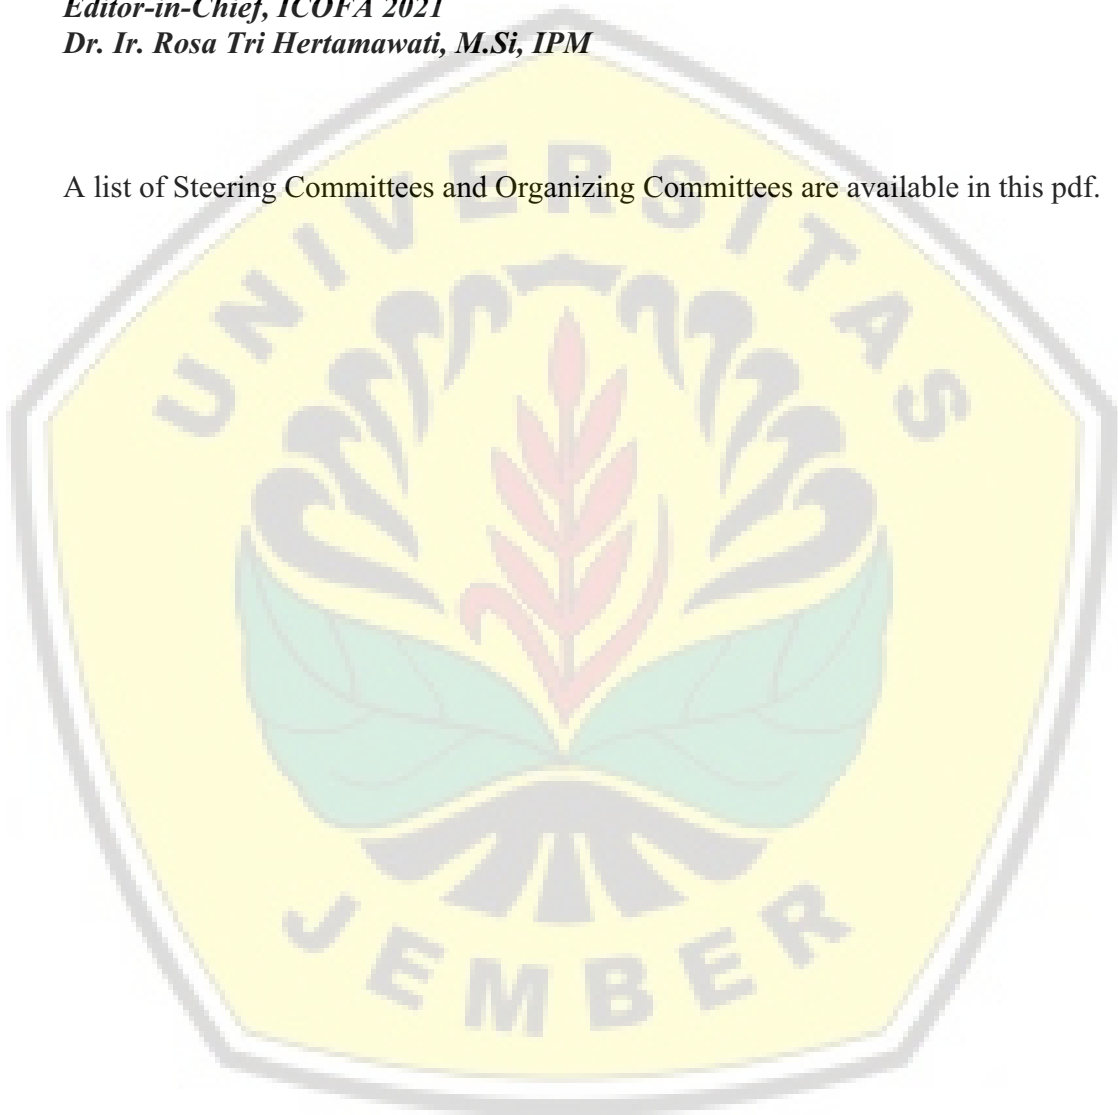 Editor-in-Chief, ICOFA 2021
Dr. Ir. Rosa Tri Hertamawati, M.Si, IPM
A list of Steering Committees and Organizing Committees are available in this pdf.
UNIVERSITAS
JEMBER